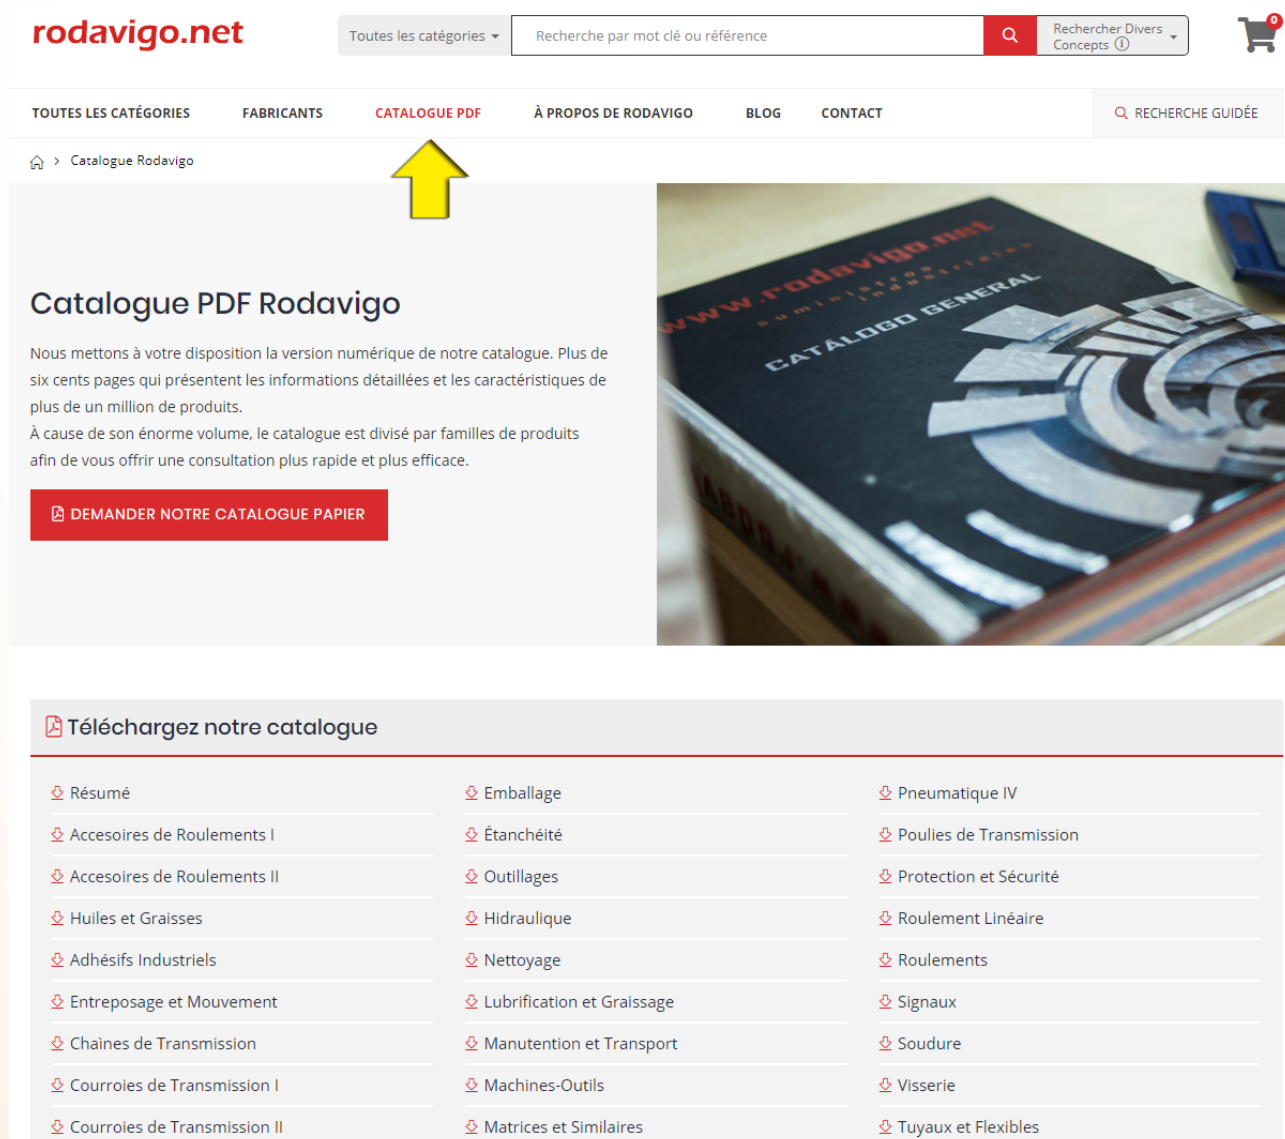 rodavigo.net
Toutes les catégories
Recherche par mot clé ou référence
Rechercher Divers
Concepts
0
TOUTES LES CATÉGORIES
FABRICANTS
CATALOGUE PDF
À PROPOS DE RODAVIGO
BLOG
CONTACT
RECHERCHE GUIDÉE
Catalogue Rodavigo
Catalogue PDF Rodavigo
Nous mettons à votre disposition la version numérique de notre catalogue. Plus de
six cents pages qui présentent les informations détaillées et les caractéristiques de
plus de un million de produits.
À cause de son énorme volume, le catalogue est divisé par familles de produits
afin de vous offrir une consultation plus rapide et plus efficace.
DEMANDER NOTRE CATALOGUE PAPIER
www.rodavigo.net
suministros
industriales
CATÁLOGO GENERAL
Téléchargez notre catalogue
Résumé
Accesoires de Roulements I
Accesoires de Roulements II
Huiles et Graisses
Adhésifs Industriels
Entreposage et Mouvement
Chaînes de Transmission
Courroies de Transmission I
Courroies de Transmission II
Emballage
Étanchéité
Outillages
Hidraulique
Nettoyage
Lubrification et Graissage
Manutention et Transport
Machines-Outils
Matrices et Similaires
Pneumatique IV
Poulies de Transmission
Protection et Sécurité
Roulement Linéaire
Roulements
Signaux
Soudure
Visserie
Tuyaux et Flexibles